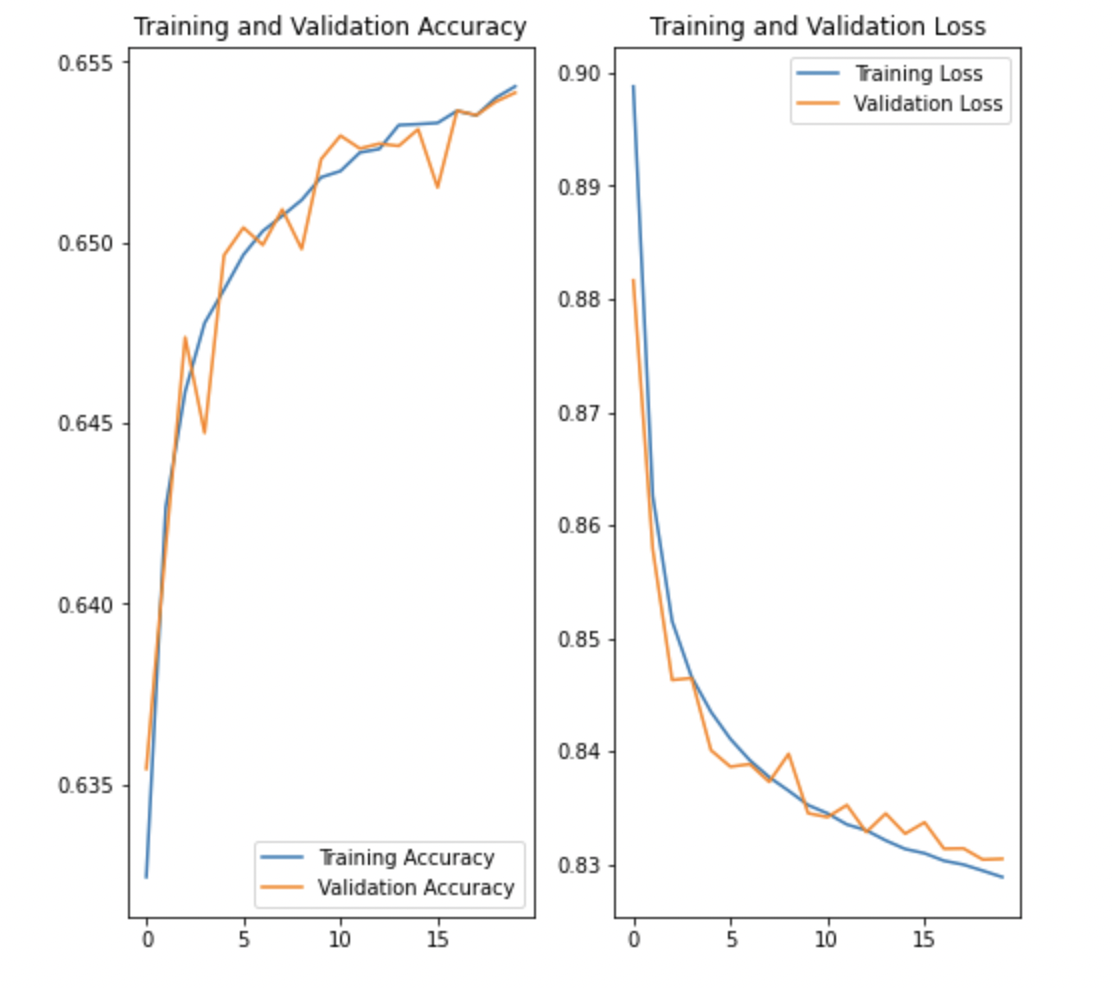 Training and Validation Accuracy
0.655
0.650
0.645
0.640
0.635
Training Accuracy
Validation Accuracy
0 5 10 15
Training and Validation Loss
0.90
Training Loss
Validation Loss
0.89
0.88
0.87
0.86
0.85
0.84
0.83
0 5 10 15